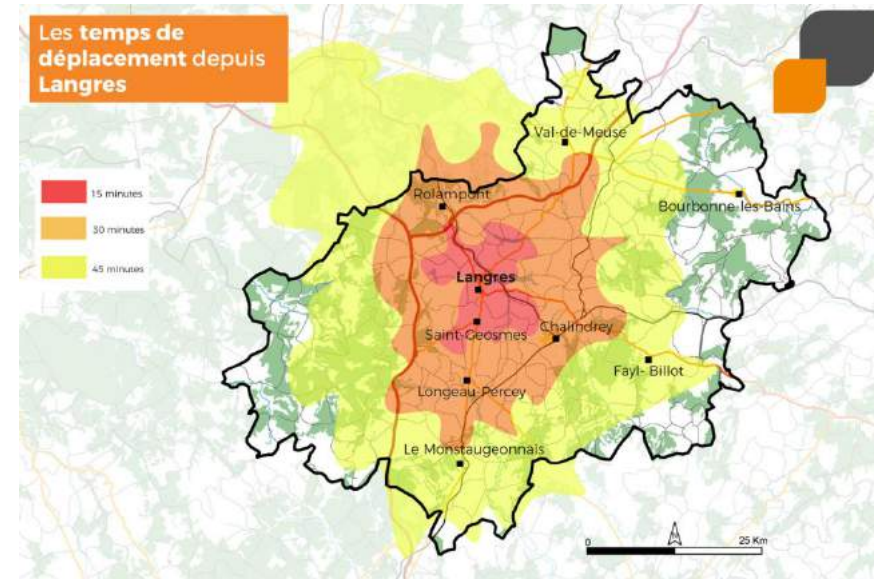 Les temps de
déplacement depuis
Langres
Val-de-Meuse
15 minutes
Rolampont
Bourbonne-les-Bains
30 minutes
45 minutes
Langres
Saint-Geosmes
Chalindrey
Fayl- Billot
Longeau-Percey
Le Monstaugeonnais
0
25 Km